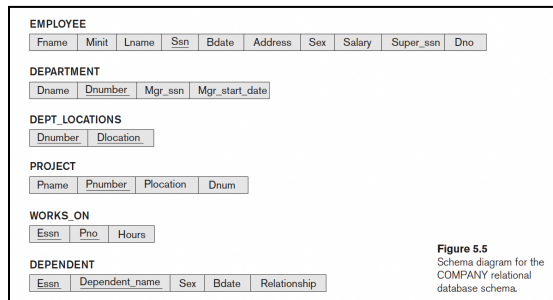 EMPLOYEE
Fname Minit Lname Ssn Bdate Address Sex Salary Super_ssn Dno
DEPARTMENT
Dname Dnumber Mgr_ssn Mgr_start_date
DEPT_LOCATIONS
Dnumber Dlocation
PROJECT
Pname Pnumber Plocation Dnum
WORKS_ON
Essn Pno Hours
DEPENDENT
Essn Dependent_name Sex Bdate Relationship
Figure 5.5
Schema diagram for the
COMPANY relational
database schema.